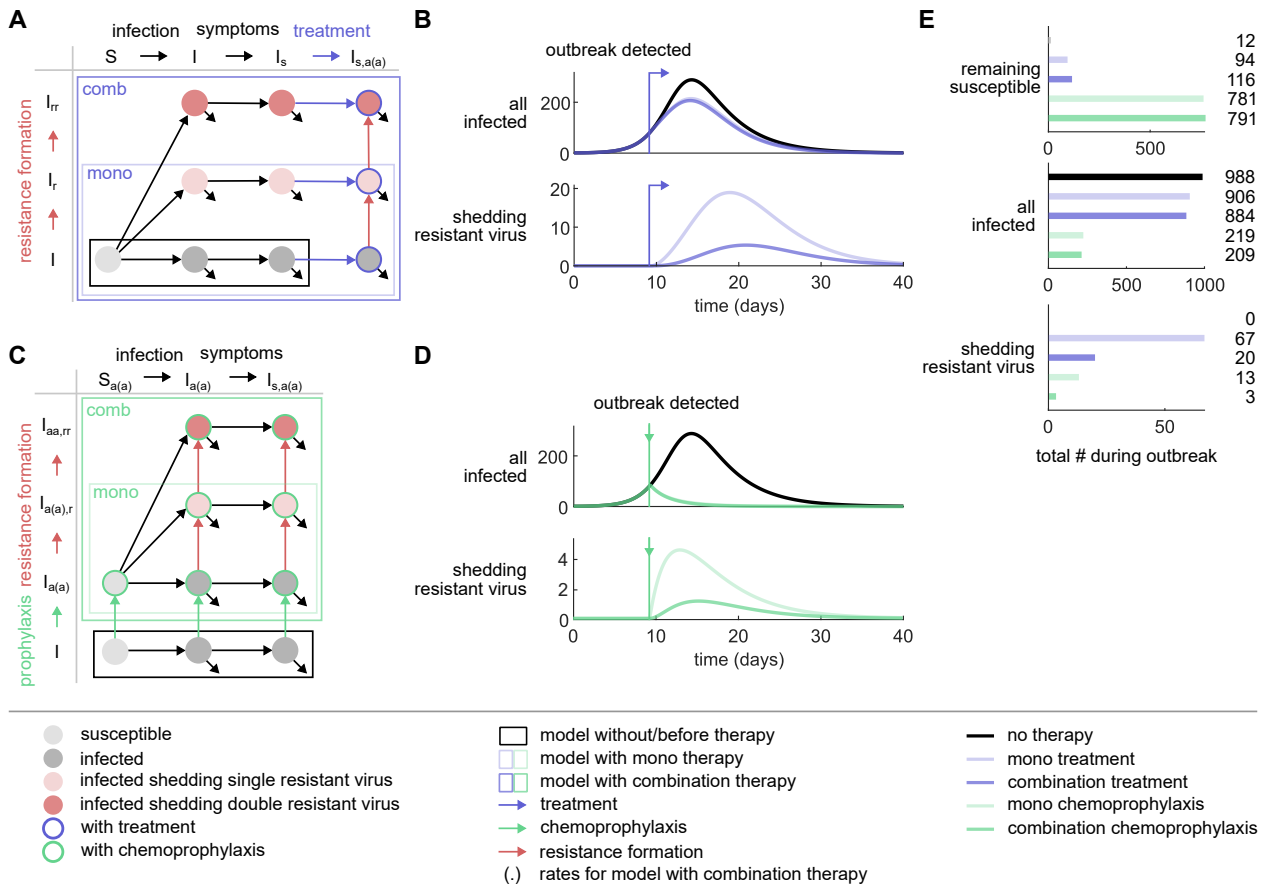 A
infection symptoms treatment
S I Is Is,a(a)
comb
Irr
mono
Ir
I
resistance formation
B
outbreak detected
all infected
200
0
shedding resistant virus
20
10
0
0 10 20 30 40
time (days)
C
infection symptoms
Sa(a) Ia(a) Is,a(a)
comb
Iaa,rr
mono
Ia(a),r
Ia(a)
I
prophylaxis resistance formation
D
outbreak detected
all infected
200
0
shedding resistant virus
4
2
0
0 10 20 30 40
time (days)
E
remaining susceptible
12
94
116
781
791
500
all infected
988
906
884
219
209
0 500 1000
shedding resistant virus
0
67
20
13
3
0 50
total # during outbreak
susceptible
infected
infected shedding single resistant virus
infected shedding double resistant virus
with treatment
with chemoprophylaxis
model without/before therapy
model with mono therapy
model with combination therapy
treatment
chemoprophylaxis
resistance formation
(.) rates for model with combination therapy
no therapy
mono treatment
combination treatment
mono chemoprophylaxis
combination chemoprophylaxis